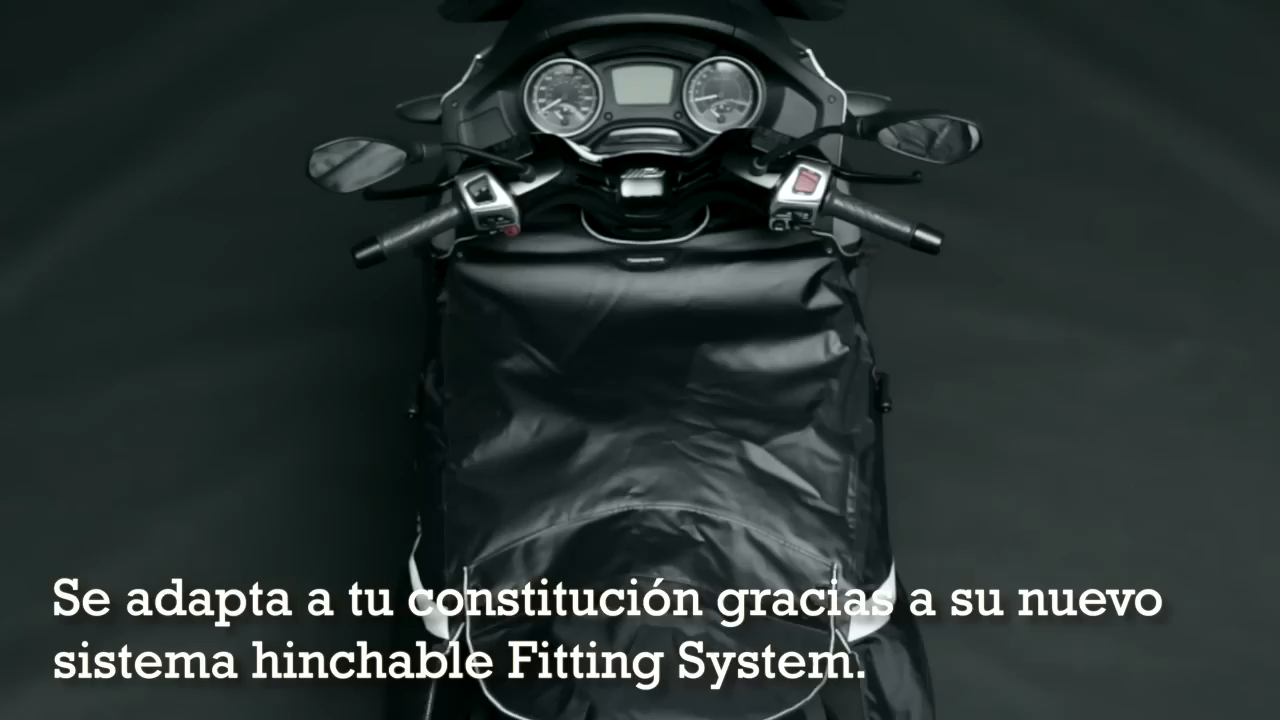 Se adapta a tu constitución gracias a su nuevo
sistema hinchable Fitting System.